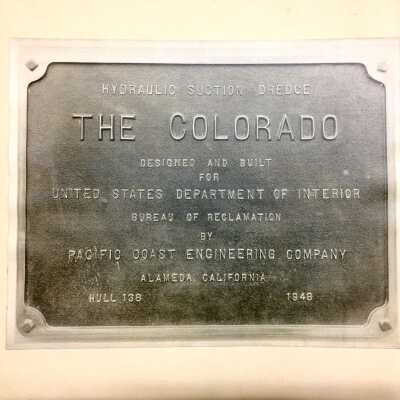 HYDRAULIC SUCTION DREDGE
THE COLORADO
DESIGNED AND BUILT
FOR
UNITED STATES DEPARTMENT OF INTERIOR
BUREAU OF RECLAMATION
BY
PACIFIC COAST ENGINEERING COMPANY
ALAMEDA, CALIFORNIA
HULL 138 1948